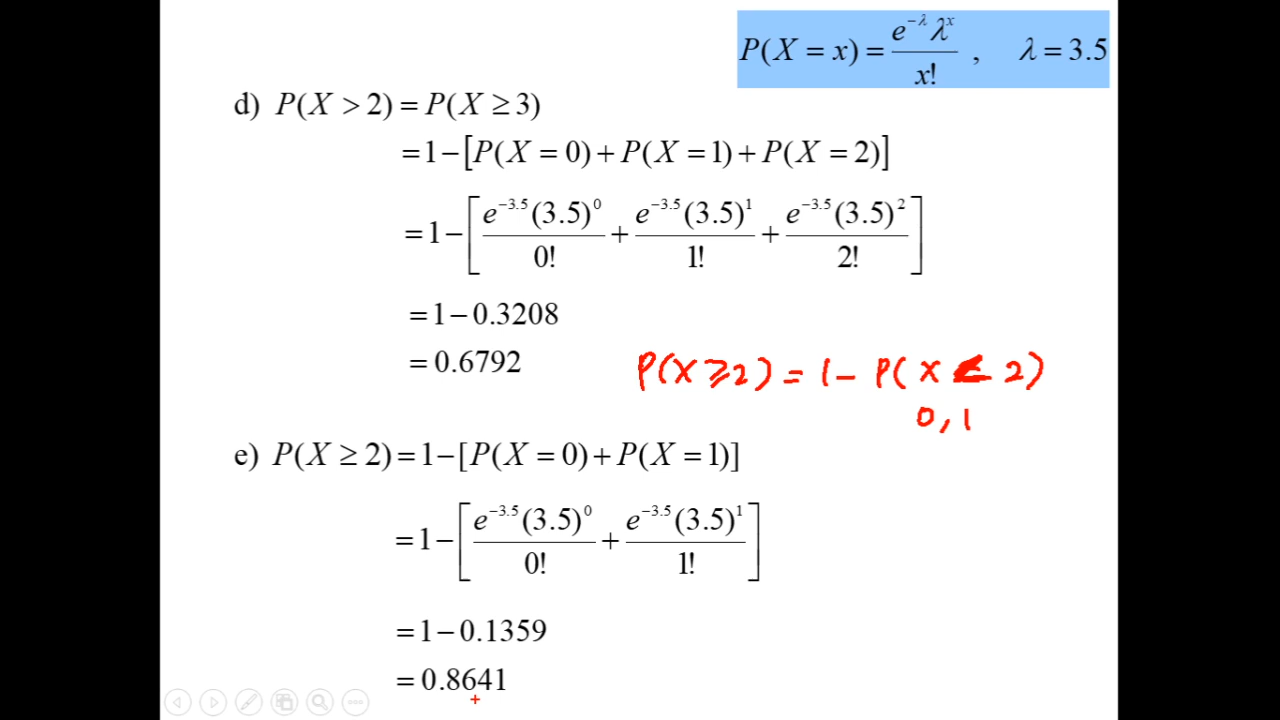 P(X = x) = e^{-λ} λ^x / x! , λ = 3.5
d) P(X > 2) = P(X ≥ 3)
= 1 − [P(X = 0) + P(X = 1) + P(X = 2)]
= 1 − [ e^{-3.5}(3.5)^0 / 0! + e^{-3.5}(3.5)^1 / 1! + e^{-3.5}(3.5)^2 / 2! ]
= 1 − 0.3208
= 0.6792
P(X ≥ 2) = 1 − P(X < 2)
0, 1
e) P(X ≥ 2) = 1 − [P(X = 0) + P(X = 1)]
= 1 − [ e^{-3.5}(3.5)^0 / 0! + e^{-3.5}(3.5)^1 / 1! ]
= 1 − 0.1359
= 0.8641